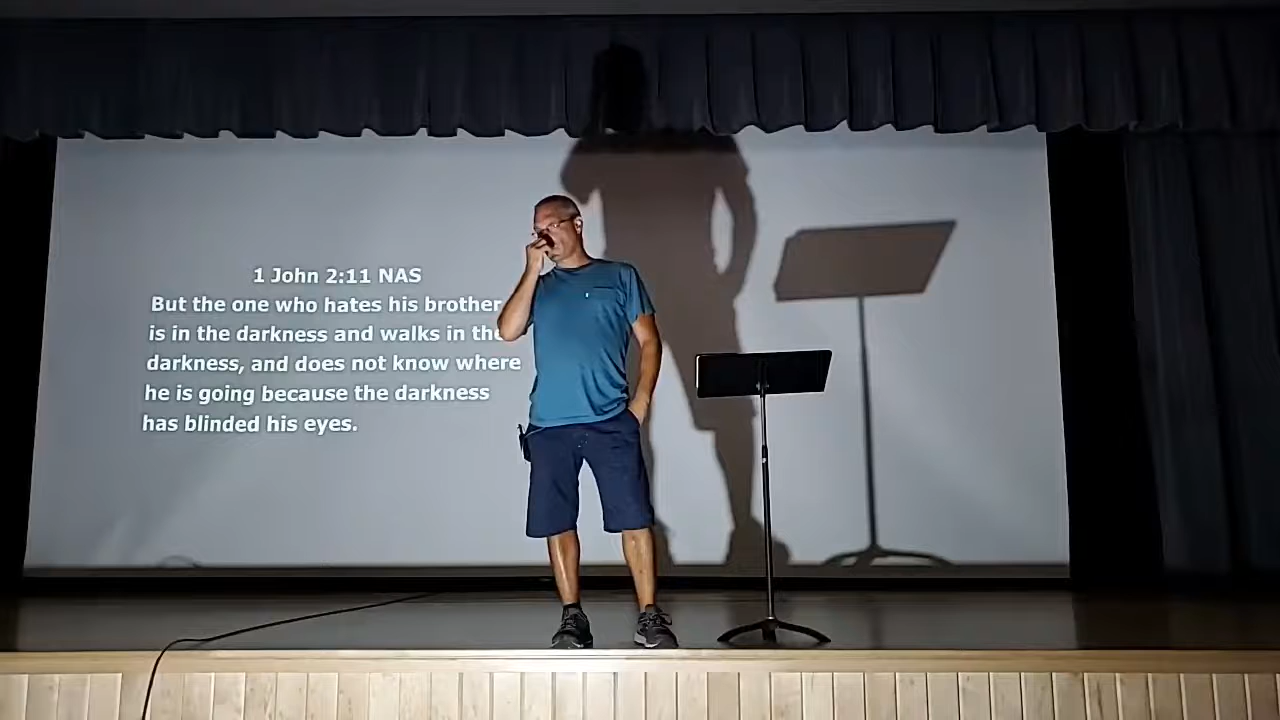 1 John 2:11 NAS
But the one who hates his brother
is in the darkness and walks in the
darkness, and does not know where
he is going because the darkness
has blinded his eyes.